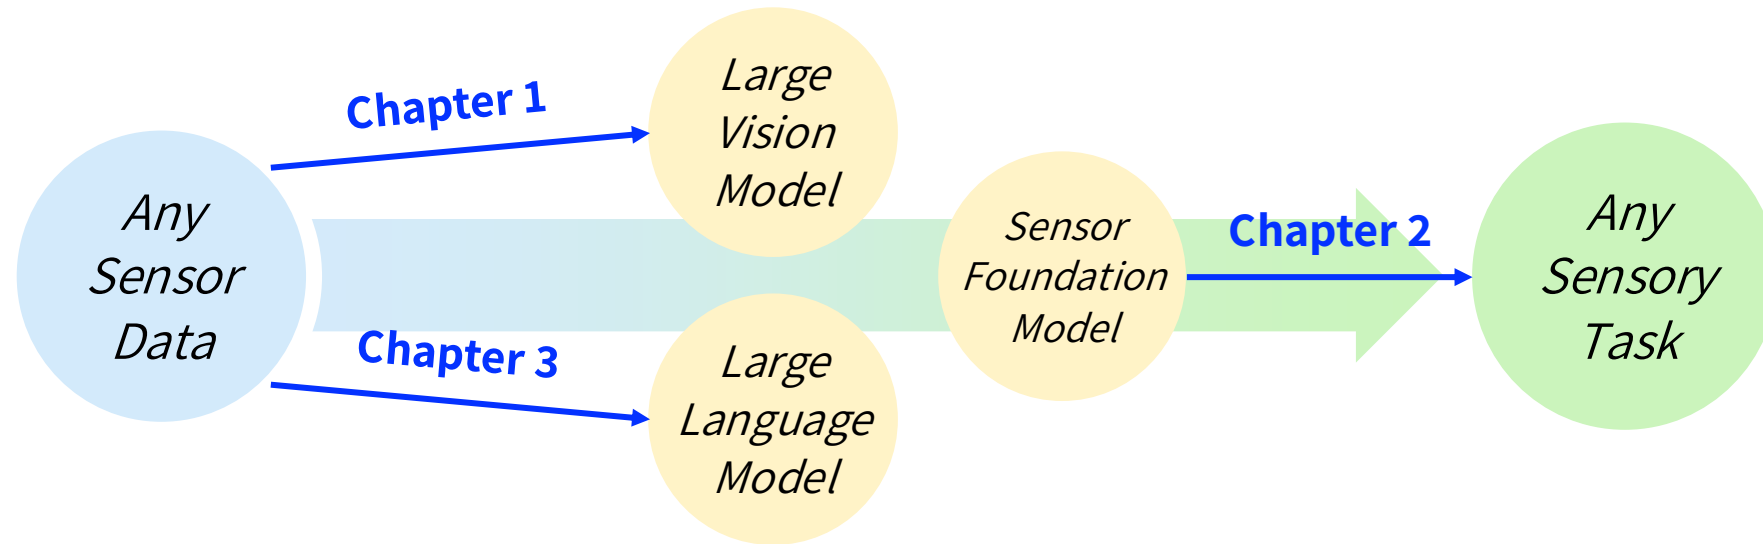 Any
Sensor
Data
Chapter 1
Large
Vision
Model
Chapter 3
Large
Language
Model
Sensor
Foundation
Model
Chapter 2
Any
Sensory
Task